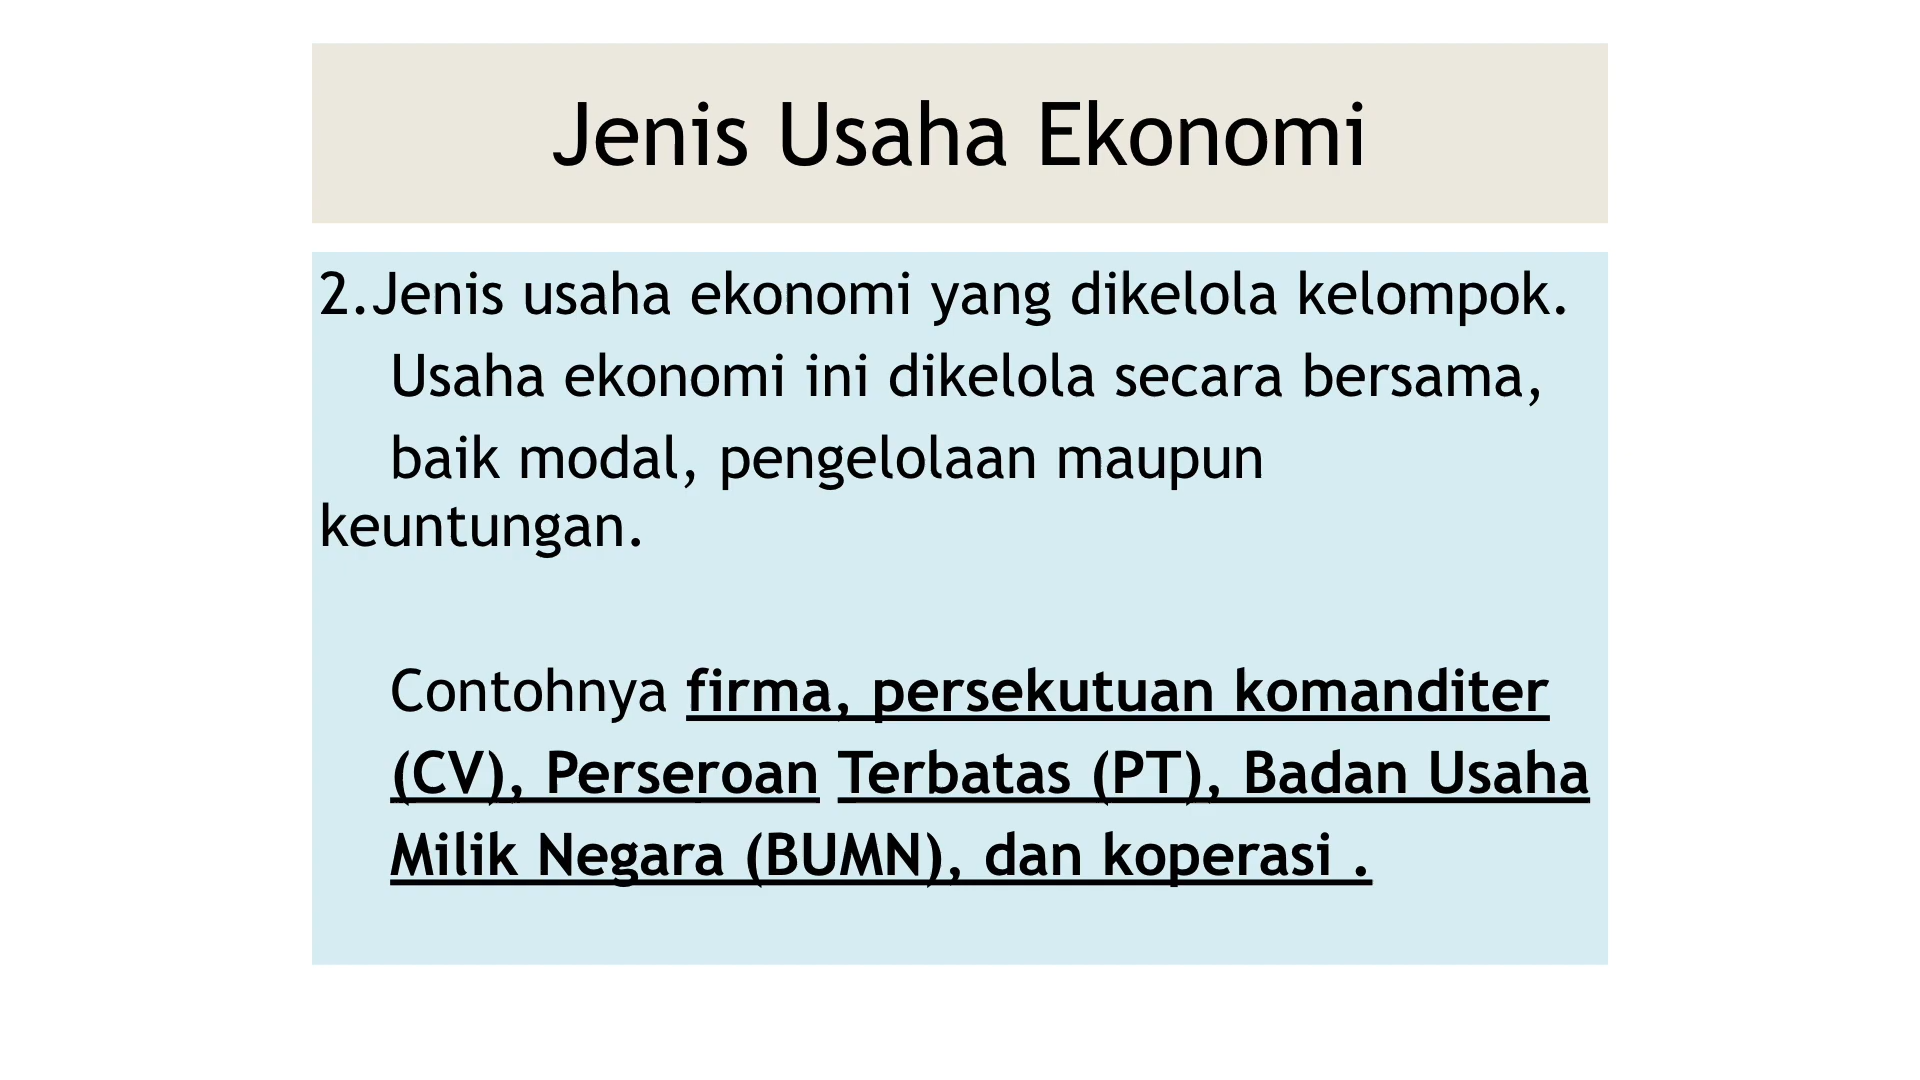 Jenis Usaha Ekonomi
2.Jenis usaha ekonomi yang dikelola kelompok.
Usaha ekonomi ini dikelola secara bersama,
baik modal, pengelolaan maupun
keuntungan.
Contohnya firma, persekutuan komanditer
(CV), Perseroan Terbatas (PT), Badan Usaha
Milik Negara (BUMN), dan koperasi .